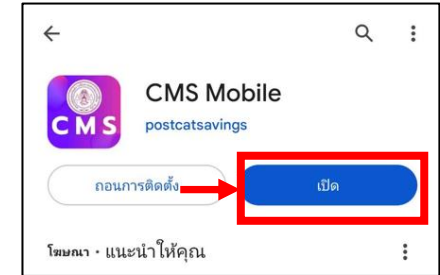 CMS Mobile
CMS
postcatsavings
ถอนการติดตั้ง
เปิด
โฆษณา · แนะนำให้คุณ